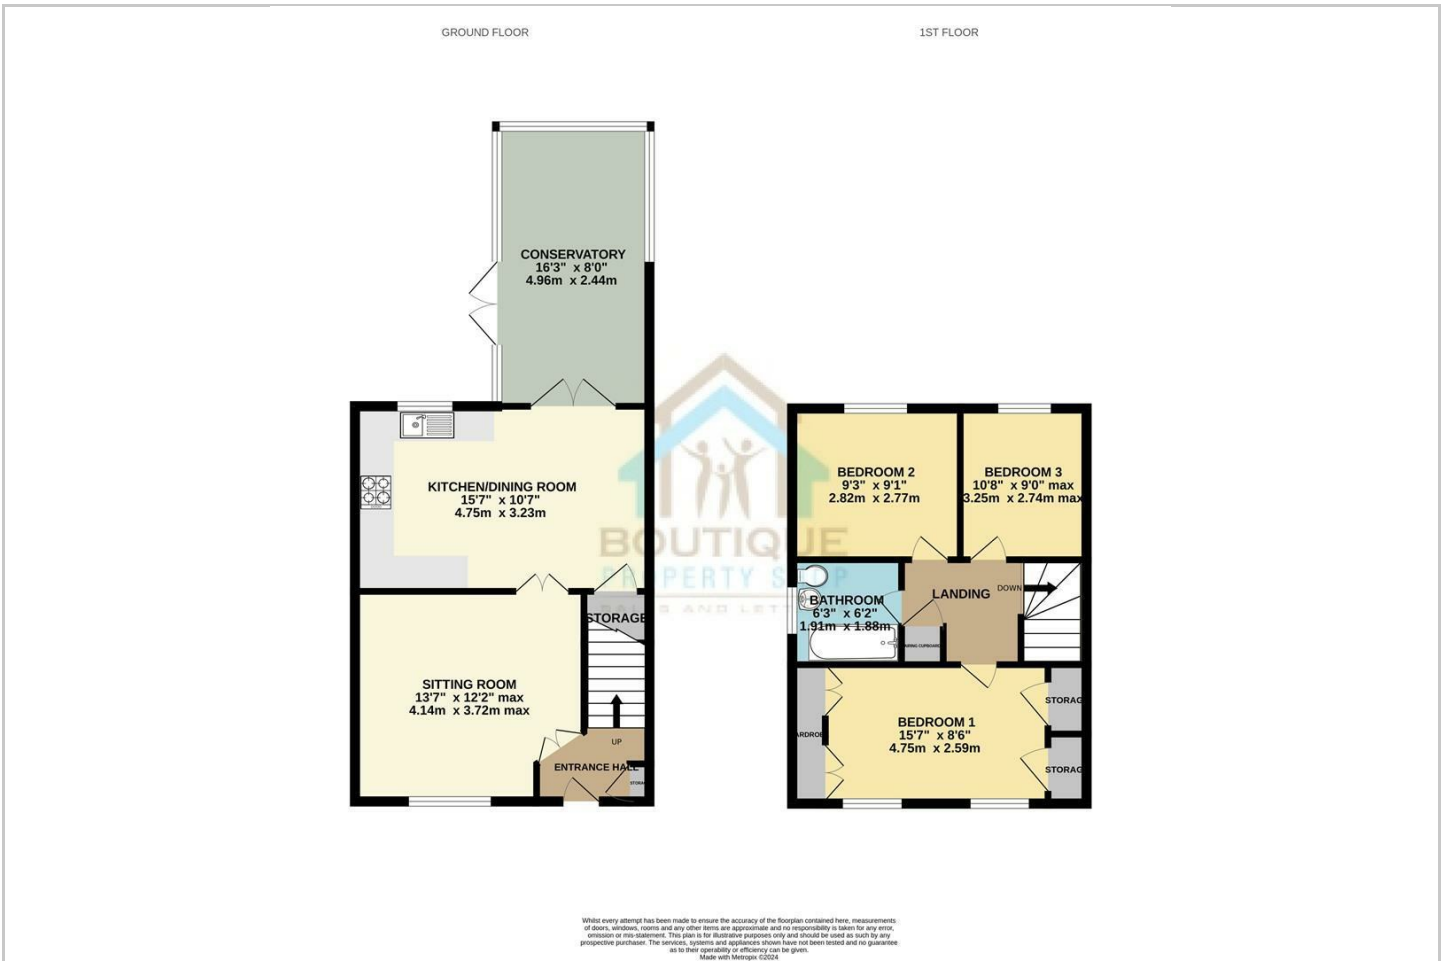 GROUND FLOOR
1ST FLOOR
CONSERVATORY
16'3" x 8'0"
4.96m x 2.44m
KITCHEN/DINING ROOM
15'7" x 10'7"
4.75m x 3.23m
STORAGE
SITTING ROOM
13'7" x 12'2" max
4.14m x 3.72m max
UP
ENTRANCE HALL
STORAGE
BEDROOM 2
9'3" x 9'1"
2.82m x 2.77m
BEDROOM 3
10'8" x 9'0" max
3.25m x 2.74m max
BATHROOM
6'3" x 6'2"
1.91m x 1.88m
LANDING
DOWN
AIRING CUPBOARD
BEDROOM 1
15'7" x 8'6"
4.75m x 2.59m
WARDROBE
STORAGE
STORAGE
BOUTIQUE
PROPERTY SHOP
SALES AND LETT
Whilst every attempt has been made to ensure the accuracy of the floorplan contained here, measurements
of doors, windows, rooms and any other items are approximate and no responsibility is taken for any error,
omission or mis-statement. This plan is for illustrative purposes only and should be used as such by any
prospective purchaser. The services, systems and appliances shown have not been tested and no guarantee
as to their operability or efficiency can be given.
Made with Metropix ©2024